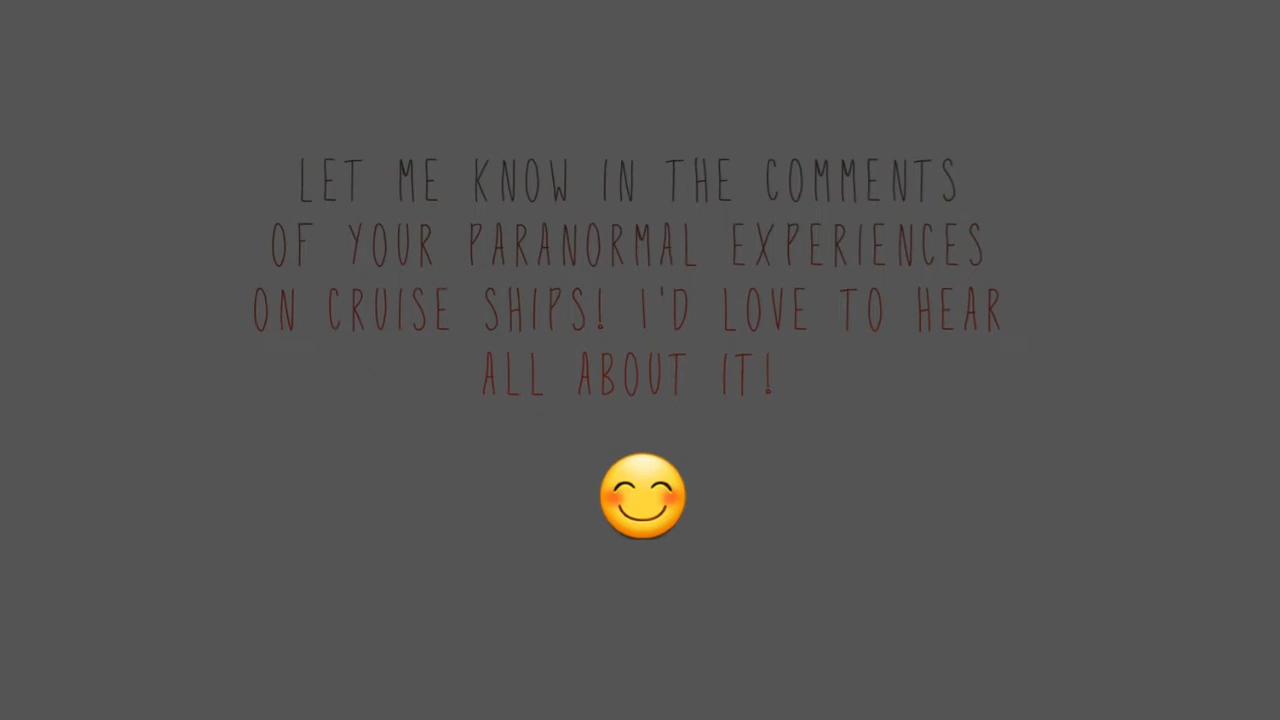 LET ME KNOW IN THE COMMENTS
OF YOUR PARANORMAL EXPERIENCES
ON CRUISE SHIPS! I'D LOVE TO HEAR
ALL ABOUT IT!